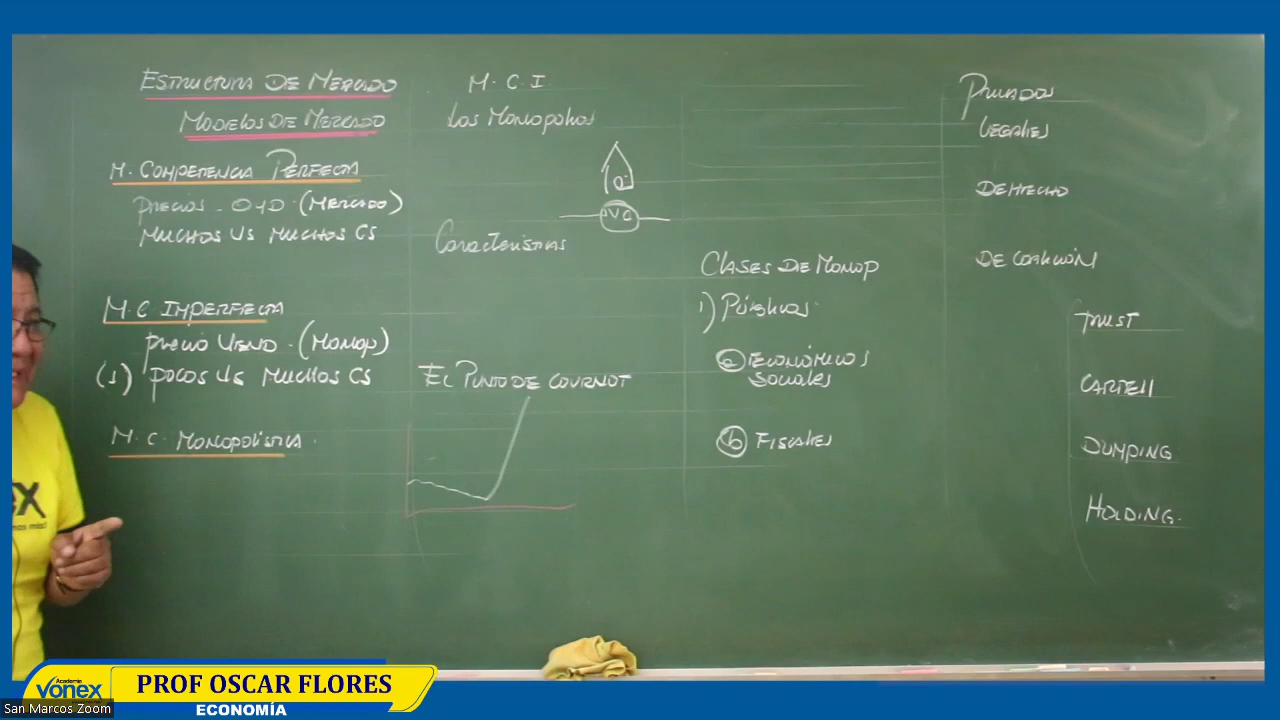 ESTRUCTURA DE MERCADO
MODELOS DE MERCADO
M. COMPETENCIA PERFECTA
PRECIOS - O y D. (MERCADO)
MUCHOS Vs MUCHOS Cs
M.C IMPERFECTA
PRECIO VEND. (MONOP)
(1) POCOS Vs MUCHOS Cs
M. C. MONOPOLÍSTICA.
M. C. I.
Los Monopolios
Características
EL PUNTO DE COURNOT
CLASES DE MONOP
1) Públicos.
a ECONÓMICOS
SOCIALES
b FISCALES
PRIVADOS
LEGALES
DE HECHO
DE COALICIÓN
TRUST
CARTELL
DUMPING
HOLDING.
Academia
Vonex
PROF OSCAR FLORES
ECONOMÍA
San Marcos Zoom